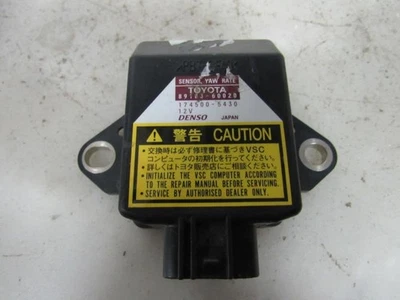 SENSOR, YAW RATE
TOYOTA
89183-60020
174500-5430
12V
DENSO JAPAN
警告 CAUTION
・交換時は必ず修理書に基づきVSC
コンピュータの初期化を行ってください。
・詳しくはトヨタ販売店にご相談ください。
・INITIALIZE THE VSC COMPUTER ACCORDING
TO THE REPAIR MANUAL BEFORE SERVICING.
・SERVICE BY AUTHORISED DEALER ONLY.